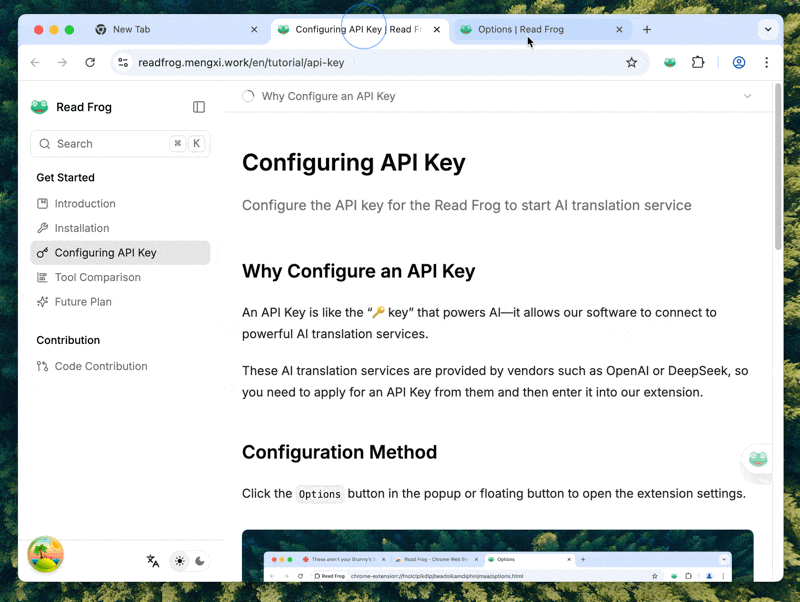 New Tab
Configuring API Key | Read Fr
Options | Read Frog
readfrog.mengxi.work/en/tutorial/api-key
Read Frog
Search ⌘ K
Get Started
Introduction
Installation
Configuring API Key
Tool Comparison
Future Plan
Contribution
Code Contribution
Why Configure an API Key
Configuring API Key
Configure the API key for the Read Frog to start AI translation service
Why Configure an API Key
An API Key is like the “🔑 key” that powers AI—it allows our software to connect to
powerful AI translation services.
These AI translation services are provided by vendors such as OpenAI or DeepSeek, so
you need to apply for an API Key from them and then enter it into our extension.
Configuration Method
Click the Options button in the popup or floating button to open the extension settings.
These aren't your Granny's
Read Frog - Chrome Web St
Options
Read Frog